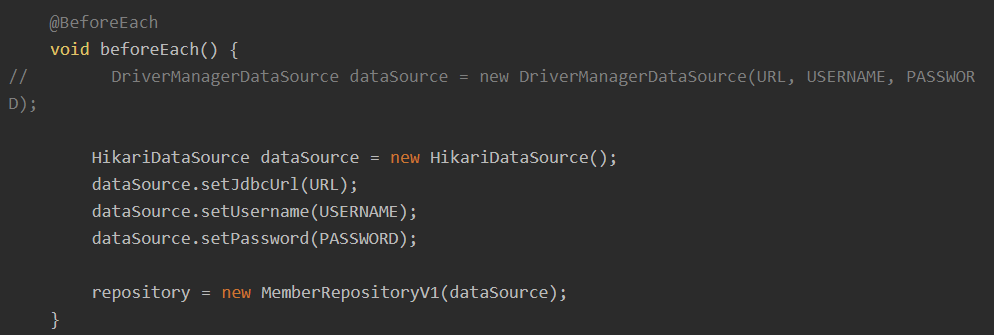 @BeforeEach
void beforeEach() {
//        DriverManagerDataSource dataSource = new DriverManagerDataSource(URL, USERNAME, PASSWOR
D);
HikariDataSource dataSource = new HikariDataSource();
dataSource.setJdbcUrl(URL);
dataSource.setUsername(USERNAME);
dataSource.setPassword(PASSWORD);
repository = new MemberRepositoryV1(dataSource);
}